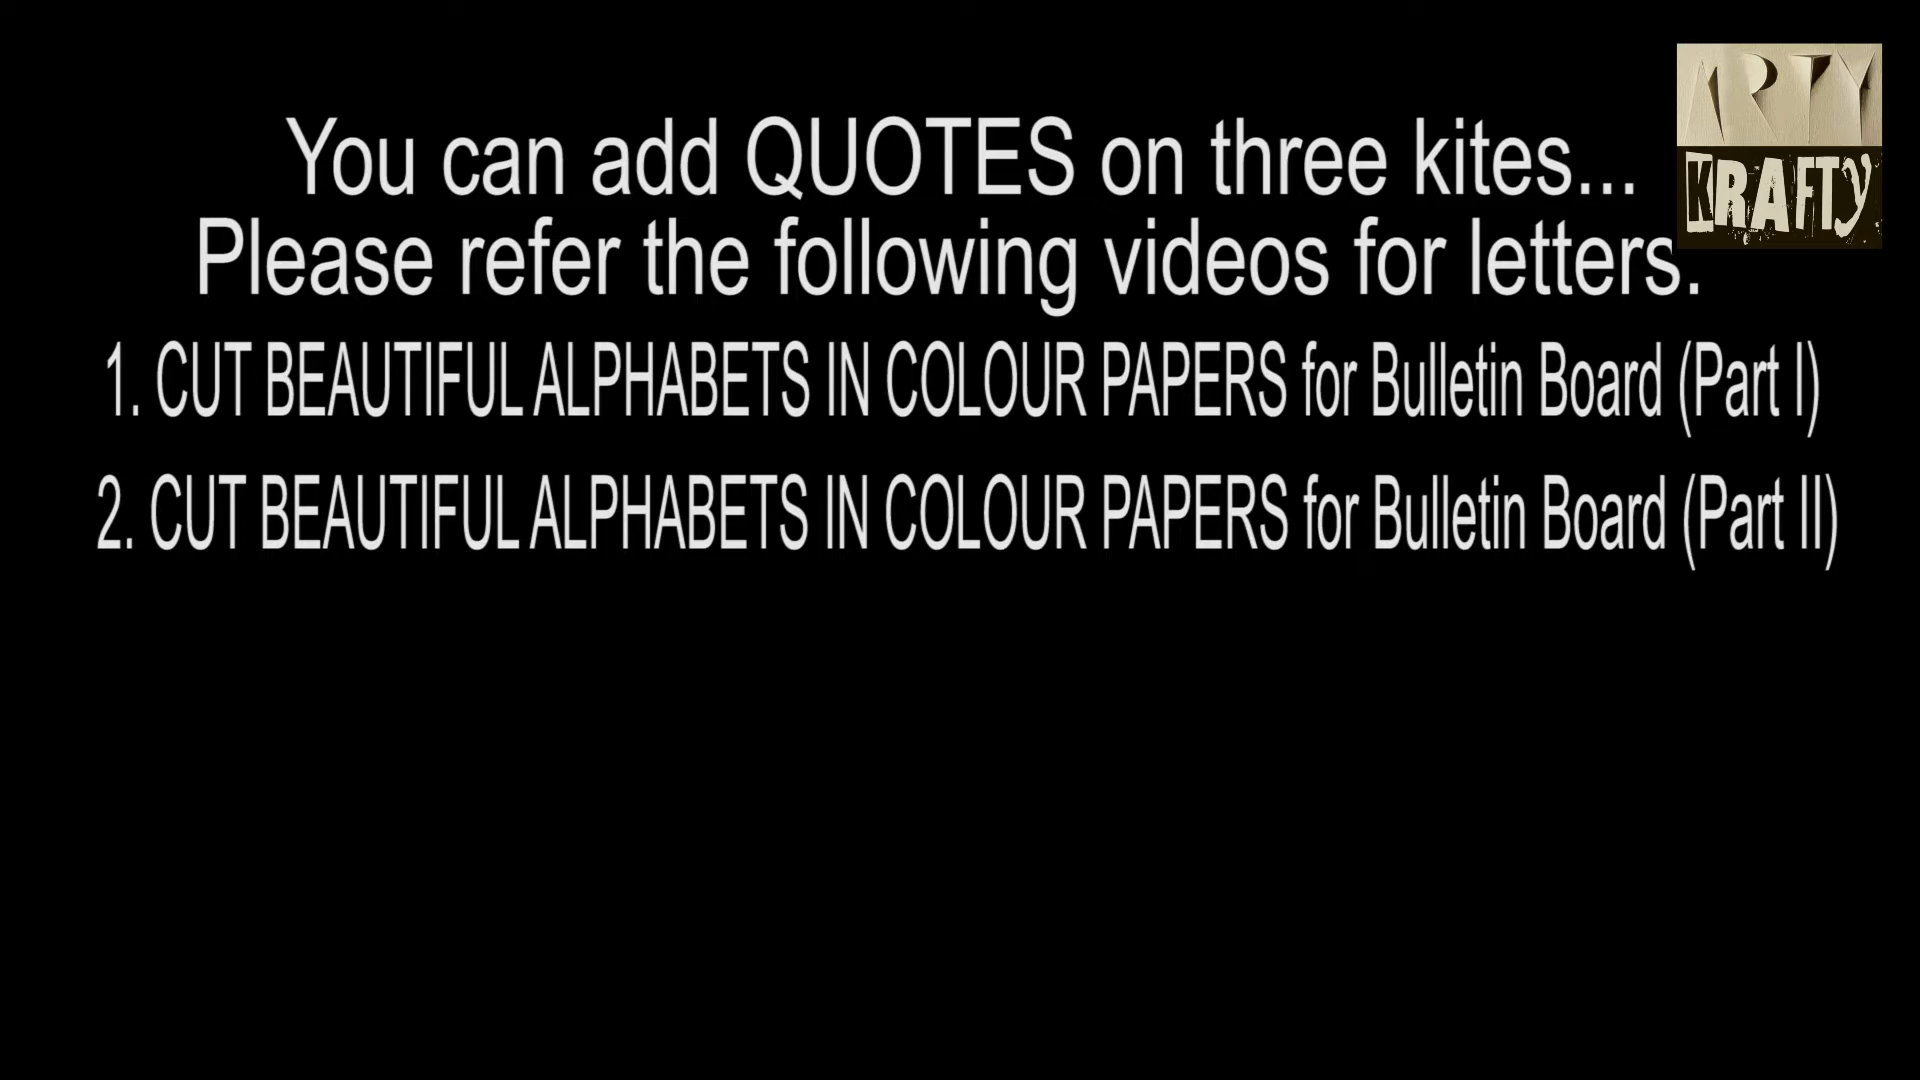 You can add QUOTES on three kites...
Please refer the following videos for letters.
1. CUT BEAUTIFUL ALPHABETS IN COLOUR PAPERS for Bulletin Board (Part I)
2. CUT BEAUTIFUL ALPHABETS IN COLOUR PAPERS for Bulletin Board (Part II)
ARTY
KRAFTY